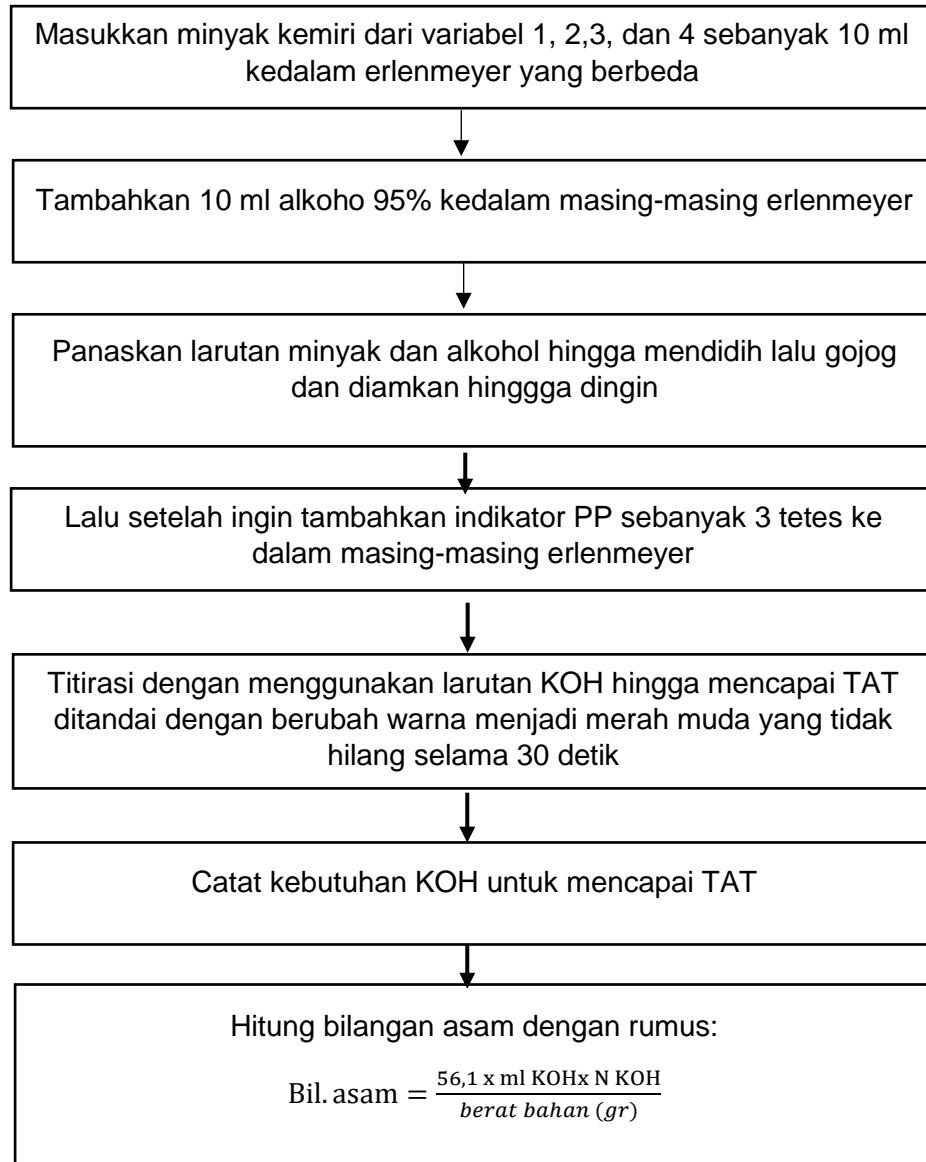 Masukkan minyak kemiri dari variabel 1, 2,3, dan 4 sebanyak 10 ml
kedalam erlenmeyer yang berbeda
Tambahkan 10 ml alkoho 95% kedalam masing-masing erlenmeyer
Panaskan larutan minyak dan alkohol hingga mendidih lalu gojog
dan diamkan hinggga dingin
Lalu setelah ingin tambahkan indikator PP sebanyak 3 tetes ke
dalam masing-masing erlenmeyer
Titirasi dengan menggunakan larutan KOH hingga mencapai TAT
ditandai dengan berubah warna menjadi merah muda yang tidak
hilang selama 30 detik
Catat kebutuhan KOH untuk mencapai TAT
Hitung bilangan asam dengan rumus:
Bil. asam = 56,1 x ml KOHx N KOH
berat bahan (gr)